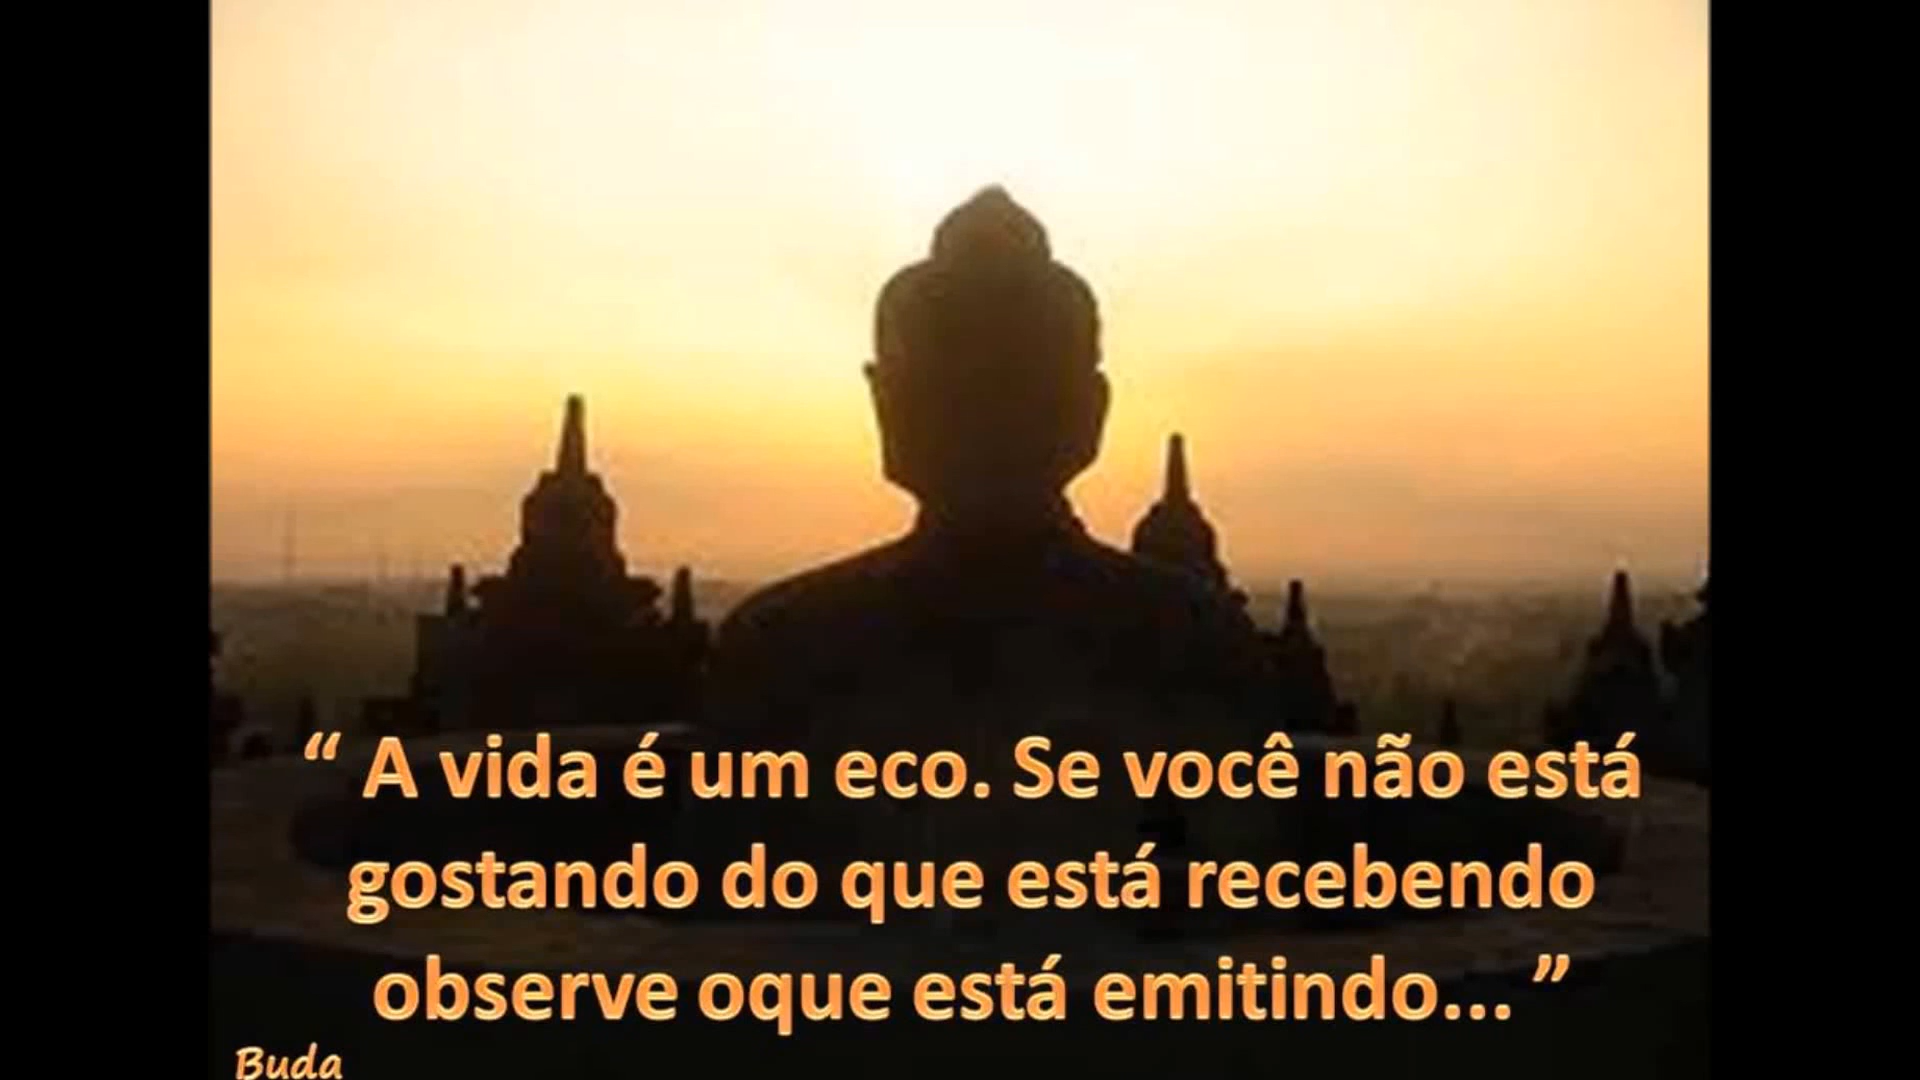 “ A vida é um eco. Se você não está
gostando do que está recebendo
observe oque está emitindo... ”
Buda